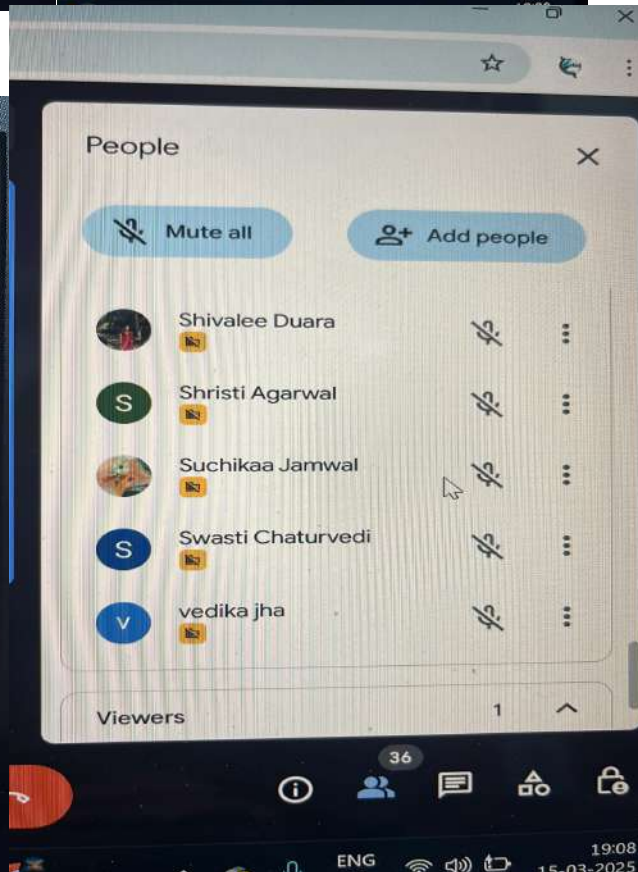 People
Mute all
Add people
Shivalee Duara
S
Shristi Agarwal
Suchikaa Jamwal
S
Swasti Chaturvedi
V
vedika jha
Viewers
1
36
ENG
19:08
15-03-2025